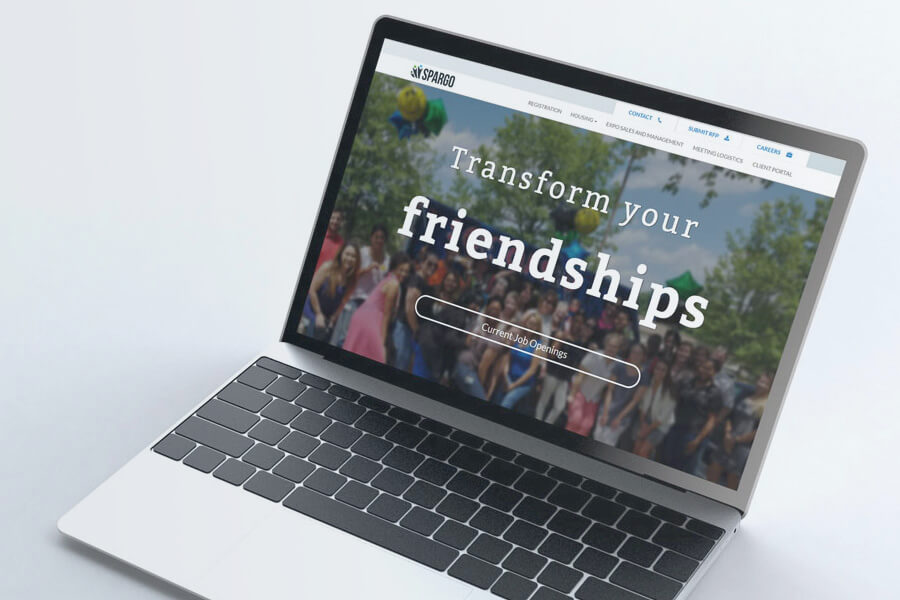 SPARGO
CONTACT
SUBMIT RFP
CAREERS
REGISTRATION
HOUSING
EXPO SALES AND MANAGEMENT
MEETING LOGISTICS
CLIENT PORTAL
Transform your
friendships
Current Job Openings